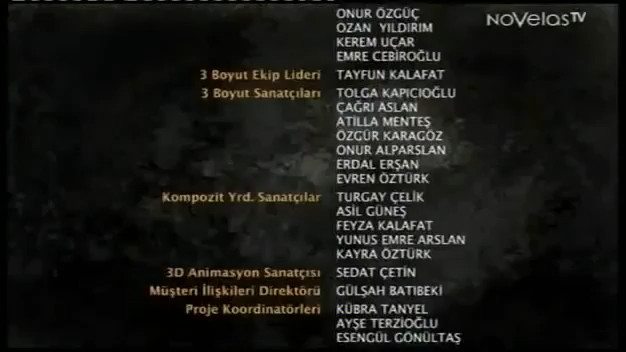 NOVELAS TV
ONUR ÖZGÜÇ
OZAN YILDIRIM
KEREM UÇAR
EMRE CEBİROĞLU
3 Boyut Ekip Lideri TAYFUN KALAFAT
3 Boyut Sanatçıları TOLGA KAPICIOĞLU
ÇAĞRI ASLAN
ATİLLA MENTEŞ
ÖZGÜR KARAGÖZ
ONUR ALPARSLAN
ERDAL ERŞAN
EVREN ÖZTÜRK
Kompozit Yrd. Sanatçılar TURGAY ÇELİK
ASİL GÜNEŞ
FEYZA KALAFAT
YUNUS EMRE ARSLAN
KAYRA ÖZTÜRK
3D Animasyon Sanatçısı SEDAT ÇETİN
Müşteri İlişkileri Direktörü GÜLŞAH BATIBEKİ
Proje Koordinatörleri KÜBRA TANYEL
AYŞE TERZİOĞLU
ESENGÜL GÖNÜLTAŞ